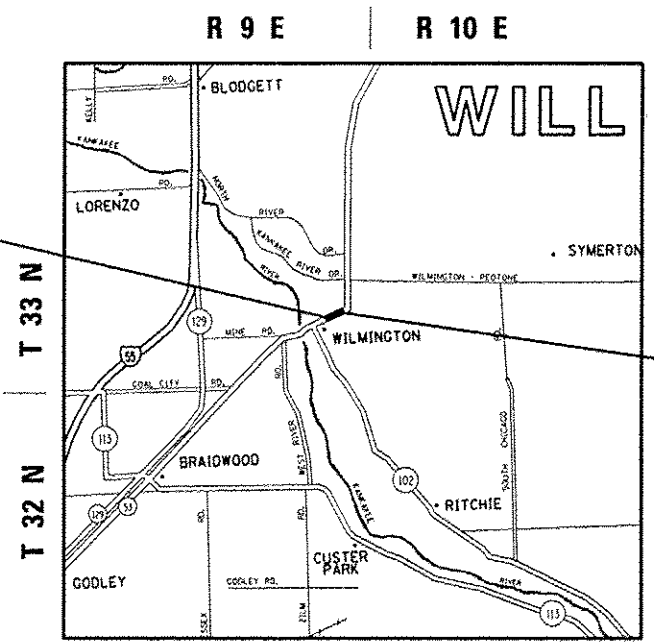 R 9 E
R 10 E
WILL
RD.
BLODGETT
KELLY
KANKAKEE
RD.
LORENZO
NORTH
RIVER
DR.
KANKAKEE RIVER DR.
RIVER
SYMERTON
WILMINGTON - PEOTONE
T 33 N
129
MINE RD.
WILMINGTON
55
COAL CITY RD.
RD.
WEST RIVER
SOUTH CHICAGO
113
BRAIDWOOD
102
T 32 N
129
53
RITCHIE
KANKAKEE
RD.
RD.
CUSTER
PARK
GODLEY
GODLEY RD.
RIVER
ZILM
113